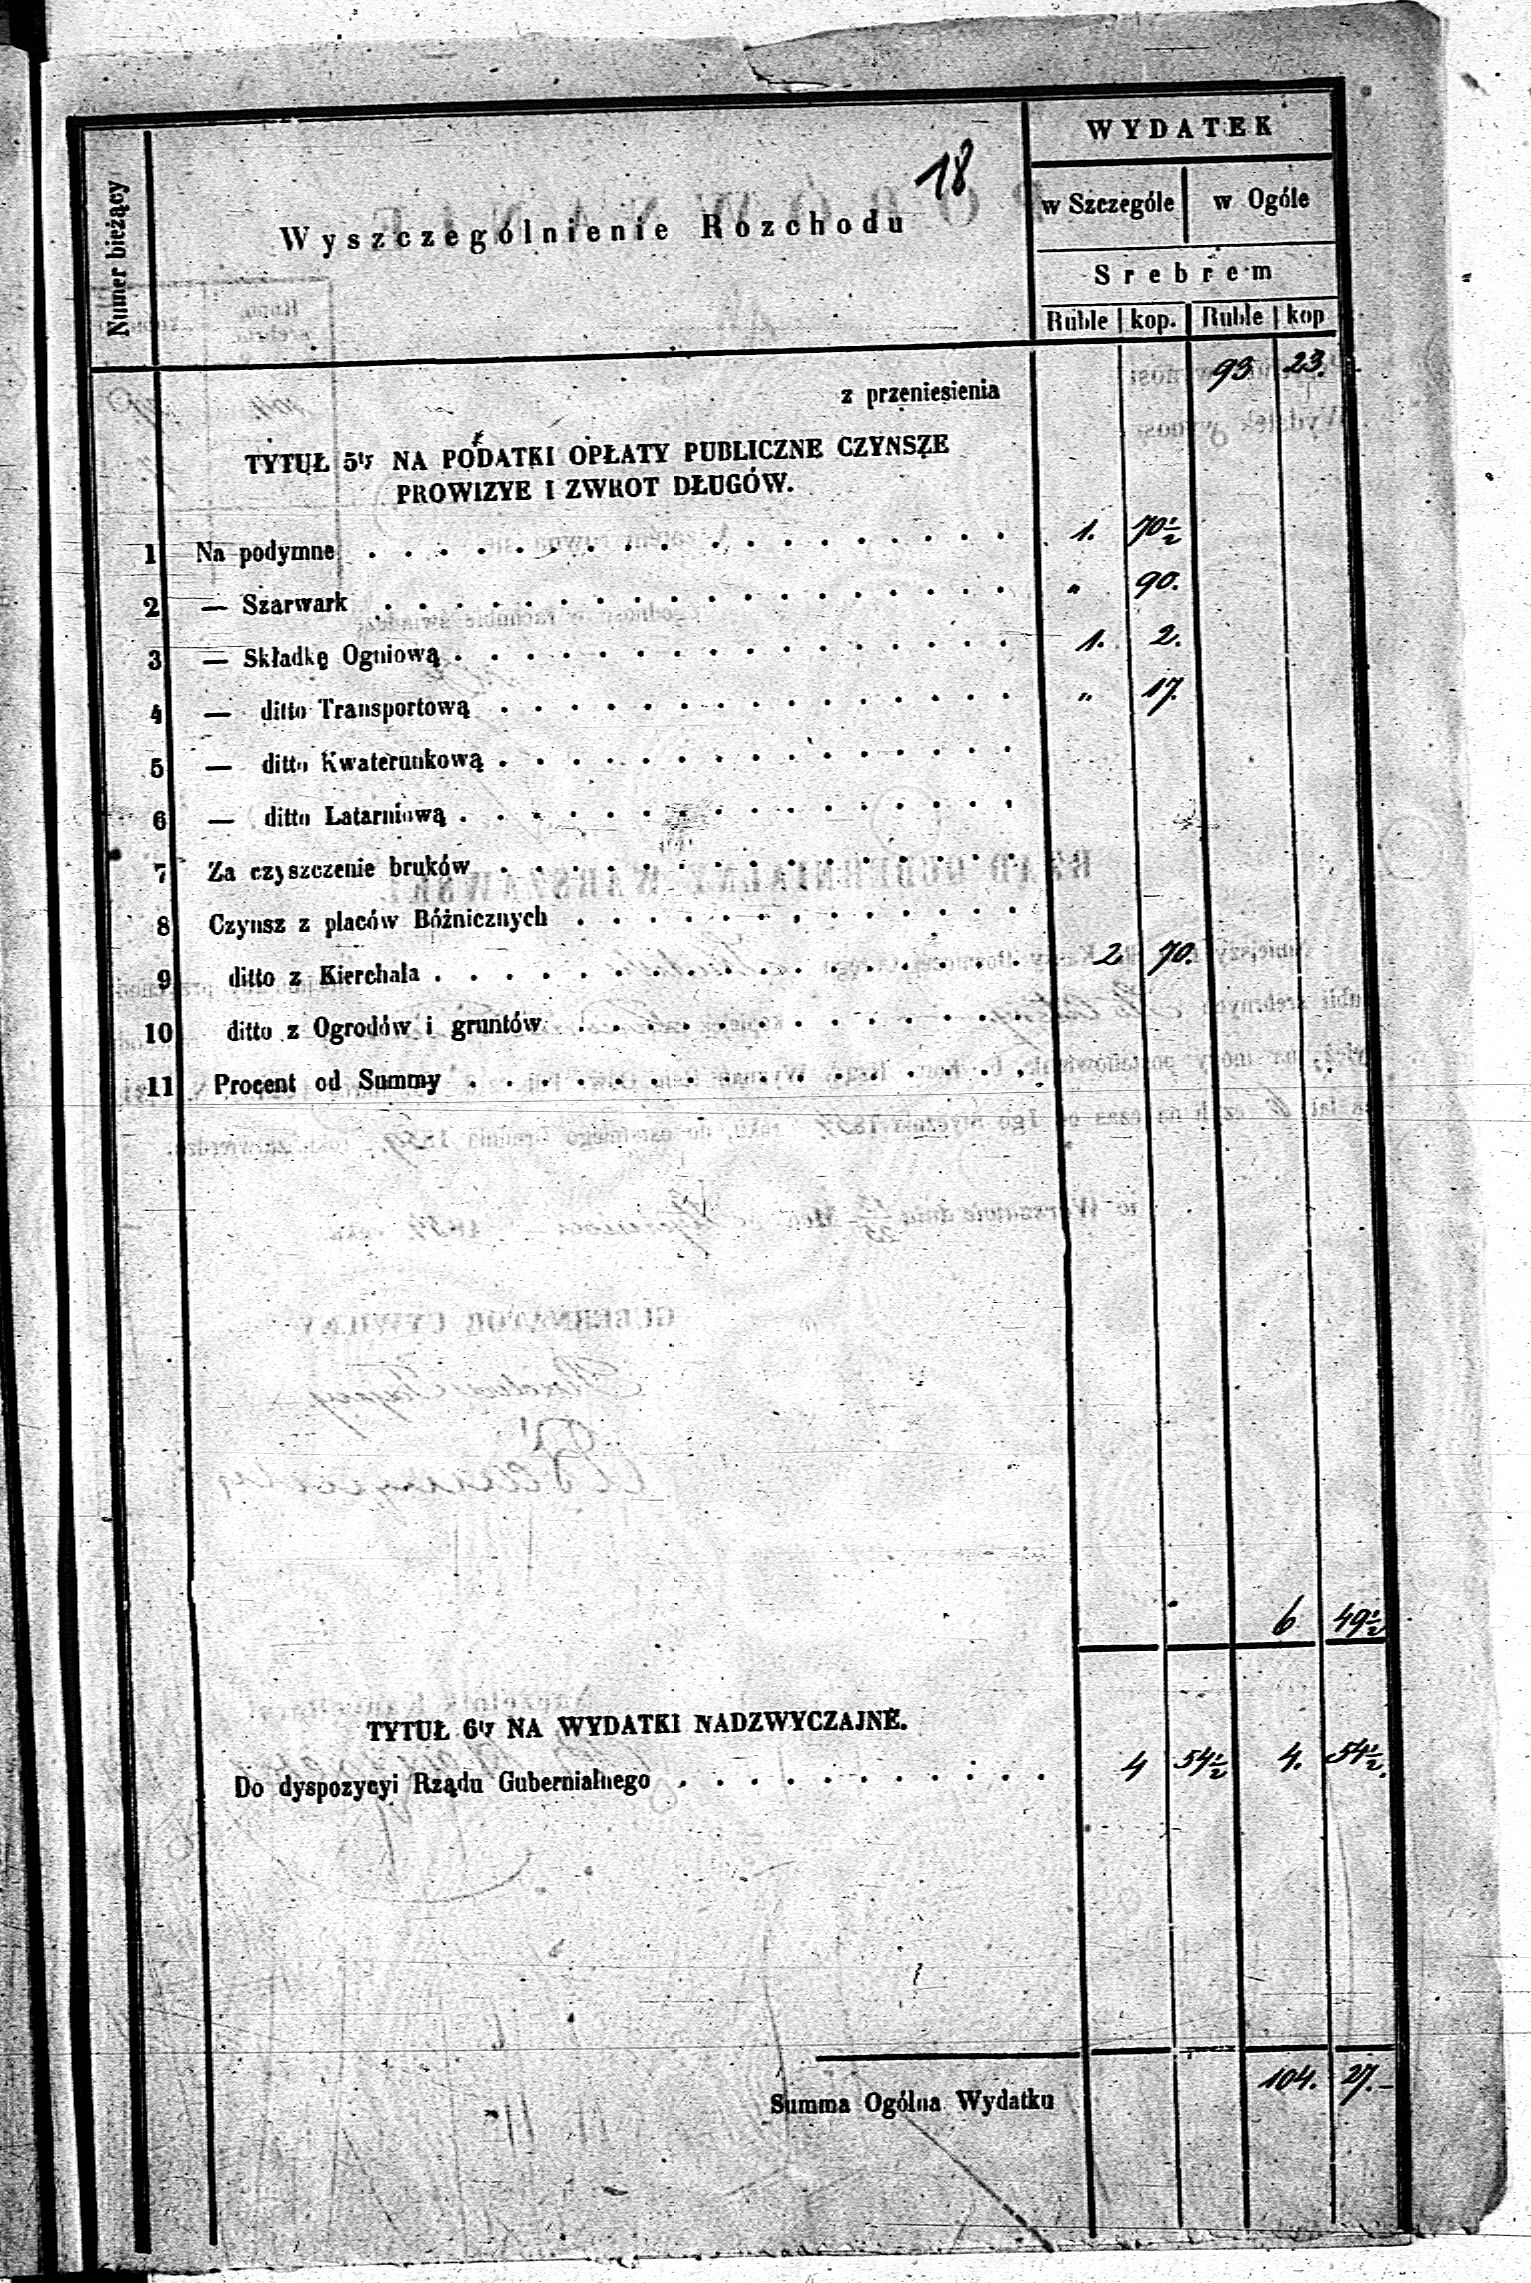 18
Numer bieżący
Wyszczególnienie Rozchodu
WYDATEK
w Szczególe w Ogóle
Srebrem
Ruble kop. Ruble kop
z przeniesienia 93 23.
TYTUŁ 5ty NA PODATKI OPŁATY PUBLICZNE CZYNSZE
PROWIZYE I ZWROT DŁUGÓW.
1 Na podymne . . . . . . . . . . . . . . . . . . 1. 70½
2 — Szarwark . . . . . . . . . . . . . . . . . . „ 90.
3 — Składkę Ogniową . . . . . . . . . . . . . . . . 1. 2.
4 — ditto Transportową . . . . . . . . . . . . . . . „ 17.
5 — ditto Kwaterunkową . . . . . . . . . . . . . . .
6 — ditto Latarniową . . . . . . . . . . . . . . . .
7 Za czyszczenie bruków . . . . . . . . . . . . . . .
8 Czynsz z placów Bóżnicznych . . . . . . . . . . . . .
9 ditto z Kierchala . . . . . . . . . . . . . . . . . 2. 70.
10 ditto z Ogrodów i gruntów . . . . . . . . . . . . .
11 Procent od Summy . . . . . . . . . . . . . . . .
6 49½
TYTUŁ 6ty NA WYDATKI NADZWYCZAJNE.
Do dyspozycyi Rządu Gubernialnego . . . . . . . . . . . 4 54½ 4. 54½.
Summa Ogólna Wydatku 104. 27.–